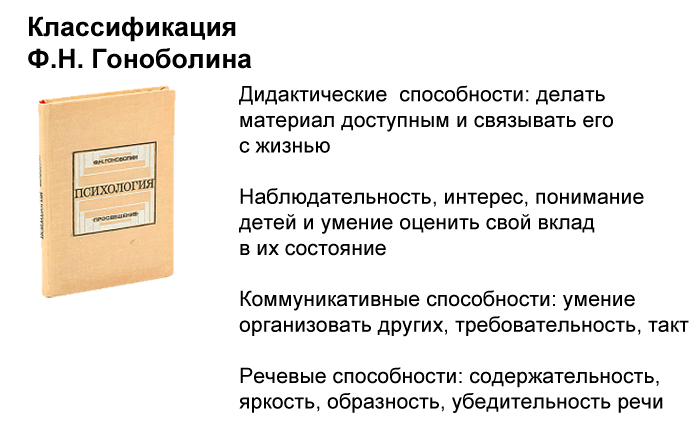 Классификация
Ф.Н. Гоноболина
Ф.Н. ГОНОБОЛИН
ПСИХОЛОГИЯ
·ПРОСВЕЩЕНИЕ·
Дидактические способности: делать
материал доступным и связывать его
с жизнью
Наблюдательность, интерес, понимание
детей и умение оценить свой вклад
в их состояние
Коммуникативные способности: умение
организовать других, требовательность, такт
Речевые способности: содержательность,
яркость, образность, убедительность речи